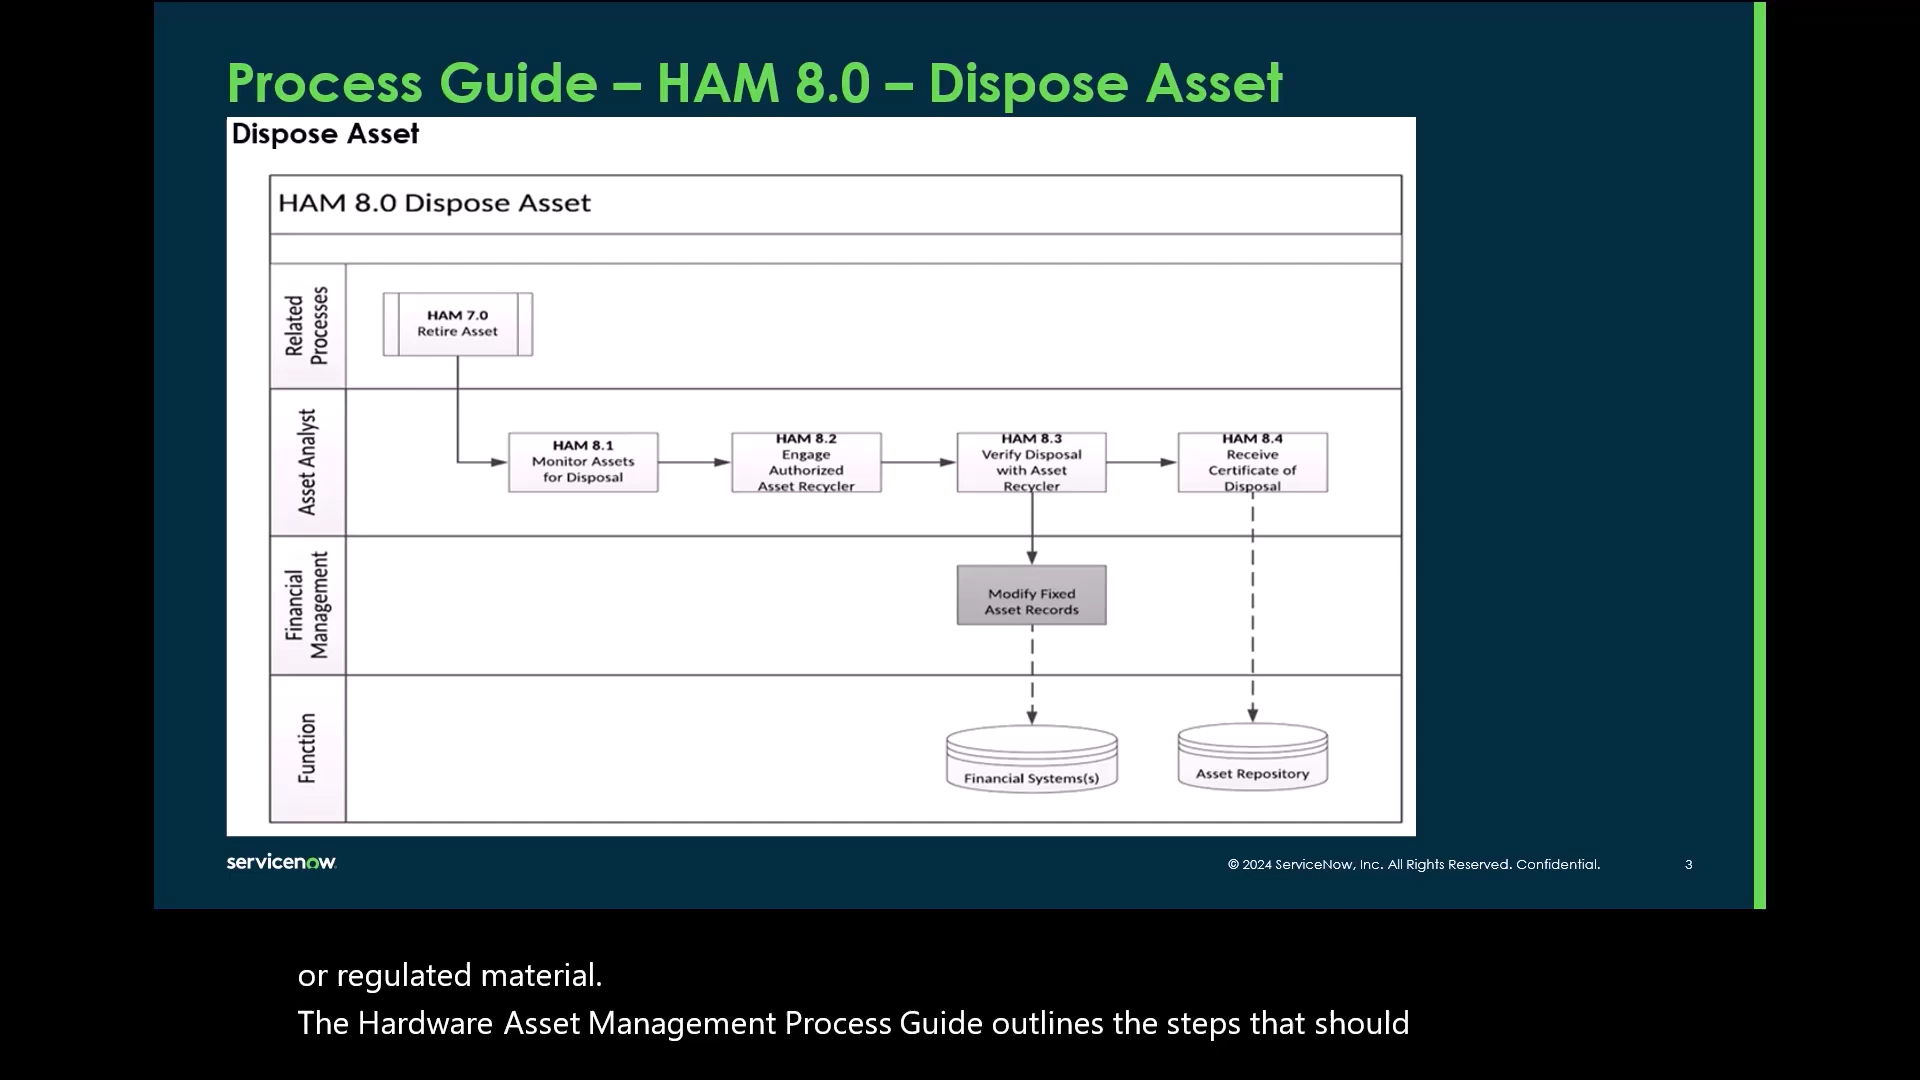 Process Guide – HAM 8.0 – Dispose Asset
Dispose Asset
HAM 8.0 Dispose Asset
Related
Processes
HAM 7.0
Retire Asset
Asset Analyst
HAM 8.1
Monitor Assets
for Disposal
HAM 8.2
Engage
Authorized
Asset Recycler
HAM 8.3
Verify Disposal
with Asset
Recycler
HAM 8.4
Receive
Certificate of
Disposal
Financial
Management
Modify Fixed
Asset Records
Function
Financial Systems(s)
Asset Repository
servicenow
© 2024 ServiceNow, Inc. All Rights Reserved. Confidential.
3
or regulated material.
The Hardware Asset Management Process Guide outlines the steps that should